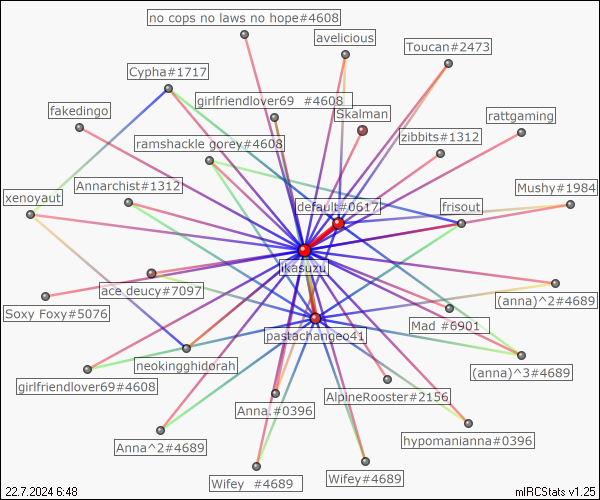 no cops no laws no hope#4608
avelicious
Toucan#2473
Cypha#1717
girlfriendlover69 #4608
fakedingo
Skalman
rattgaming
zibbits#1312
ramshackle gorey#4608
Annarchist#1312
Mushy#1984
xenoyaut
default#0617
frisout
ikasuzu
ace deucy#7097
(anna)^2#4689
Soxy Foxy#5076
Mad #6901
pastachangeo41
neokingghidorah
(anna)^3#4689
girlfriendlover69#4608
AlpineRooster#2156
Anna.#0396
hypomanianna#0396
Anna^2#4689
Wifey #4689
Wifey#4689
22.7.2024 6:48
mIRCStats v1.25